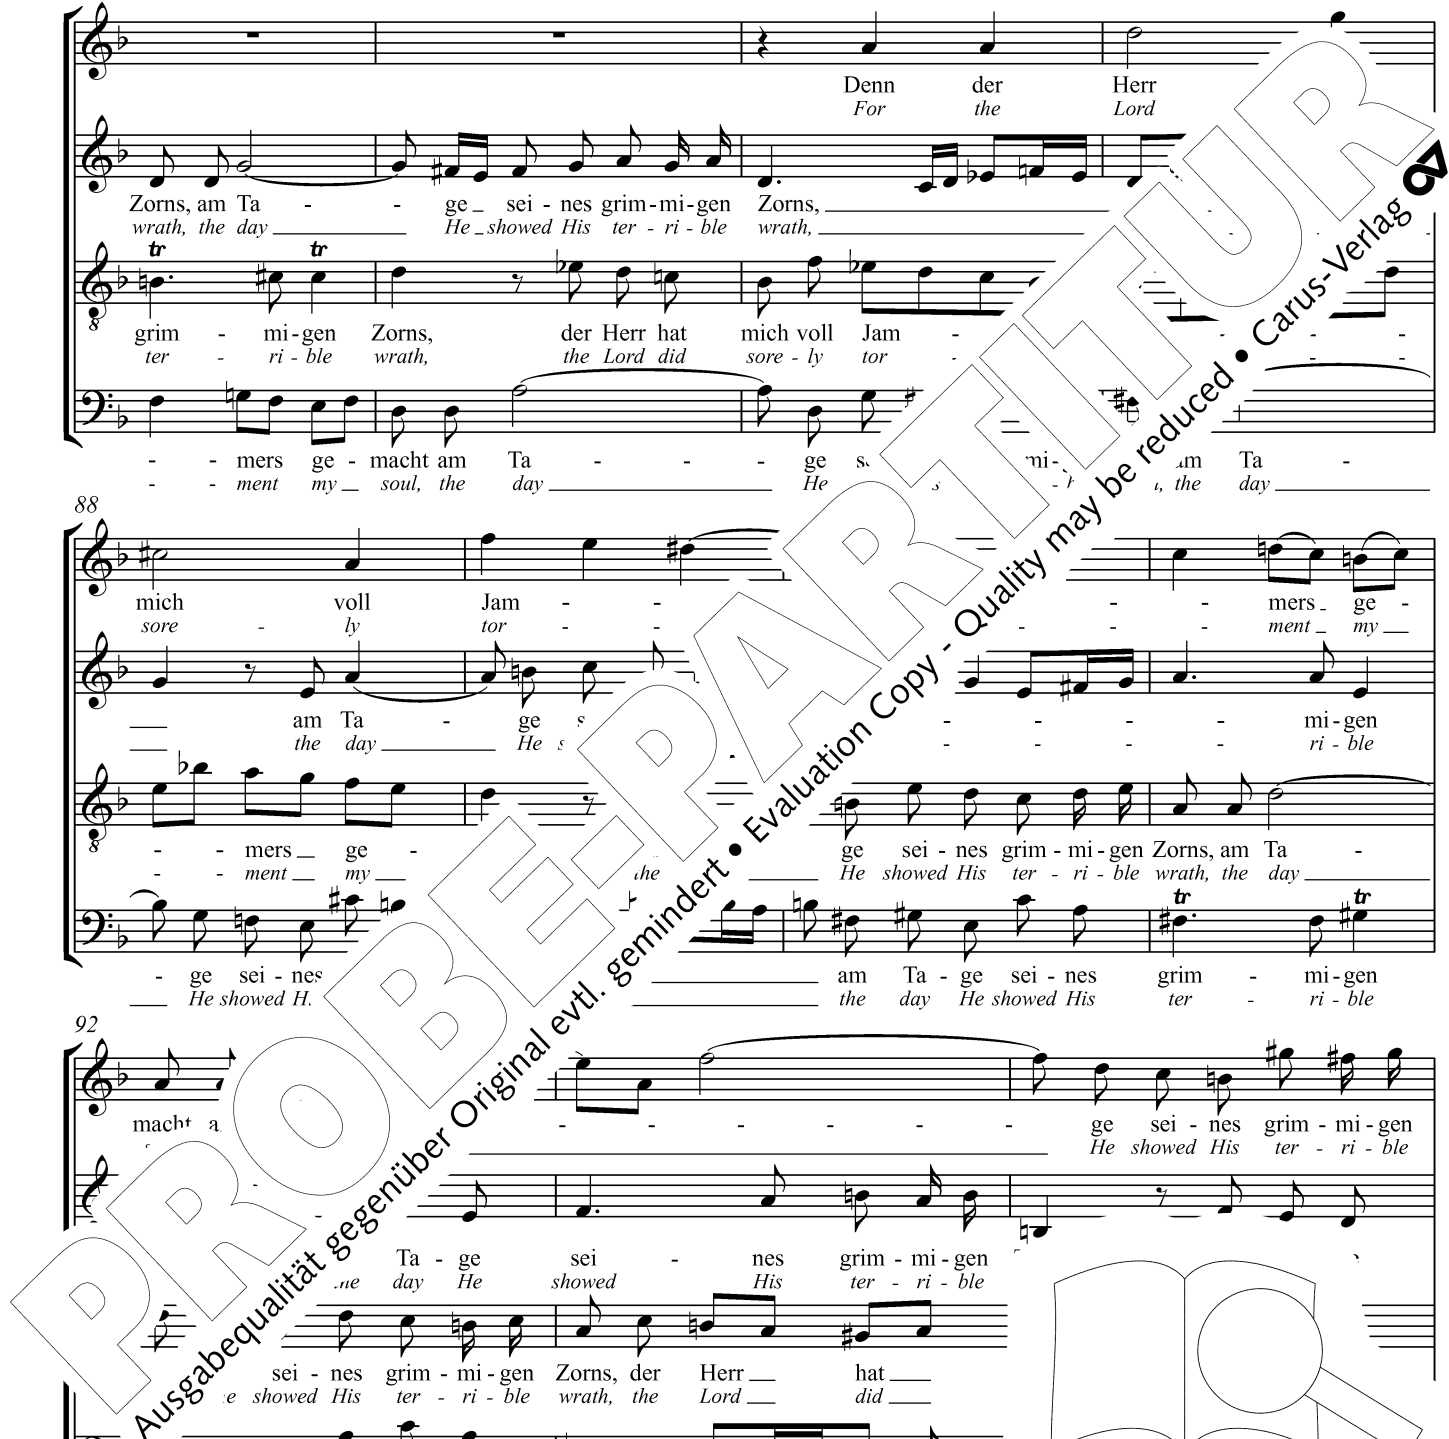 Denn der Herr
For the Lord
Zorns, am Ta - - ge _ sei - nes grim - mi - gen Zorns,
wrath, the day He _ showed His ter - ri - ble wrath,
tr tr
grim - mi - gen Zorns, der Herr hat mich voll Jam - - -
ter - ri - ble wrath, the Lord did sore - ly tor - - -
- - mers ge - macht am Ta - - - ge mi - Ta -
- - ment my _ soul, the day He the day
88
mich voll Jam - - - - mers _ ge -
sore - ly tor - - - - ment _ my
am Ta - ge - - - - mi - gen
the day He - - - - ri - ble
- - mers _ ge - ge sei - nes grim - mi - gen Zorns, am Ta -
- - ment _ my _ the He showed His ter - ri - ble wrath, the day
tr tr
- ge sei - nes am Ta - ge sei - nes grim - mi - gen
He showed the day He showed His ter - ri - ble
92
macht - - - - - - ge sei - nes grim - mi - gen
He showed His ter - ri - ble
Ta - ge sei - nes grim - mi - gen
day He showed His ter - ri - ble
sei - nes grim - mi - gen Zorns, der Herr _ hat _
showed His ter - ri - ble wrath, the Lord _ did _
PROBE-PARTITUR
Ausgabequalität gegenüber Original evtl. gemindert • Evaluation Copy - Quality may be reduced • Carus-Verlag